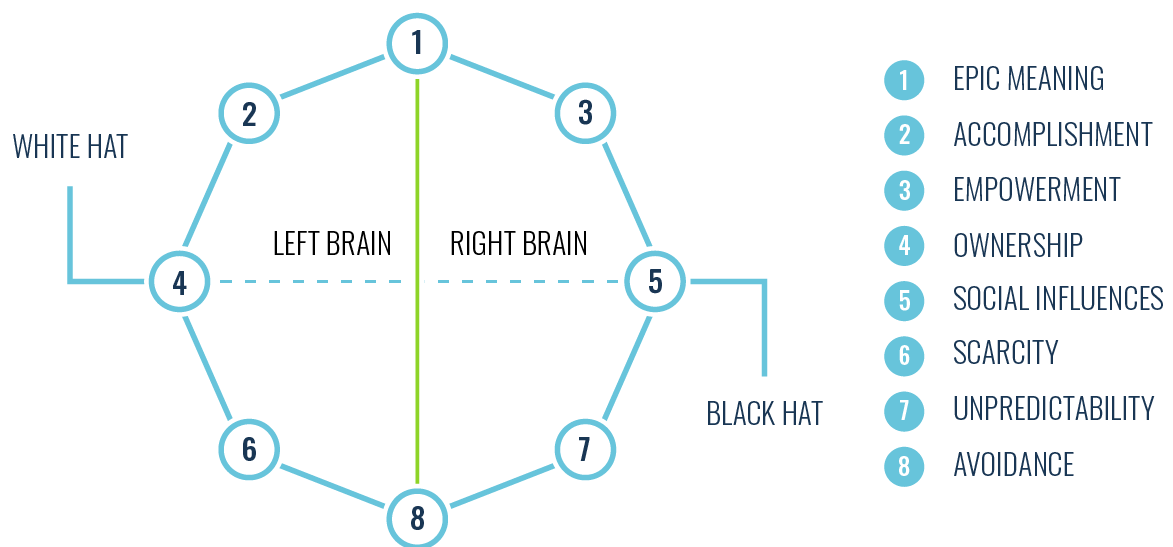 1
2
3
WHITE HAT
LEFT BRAIN
RIGHT BRAIN
4
5
BLACK HAT
6
7
8
1 EPIC MEANING
2 ACCOMPLISHMENT
3 EMPOWERMENT
4 OWNERSHIP
5 SOCIAL INFLUENCES
6 SCARCITY
7 UNPREDICTABILITY
8 AVOIDANCE